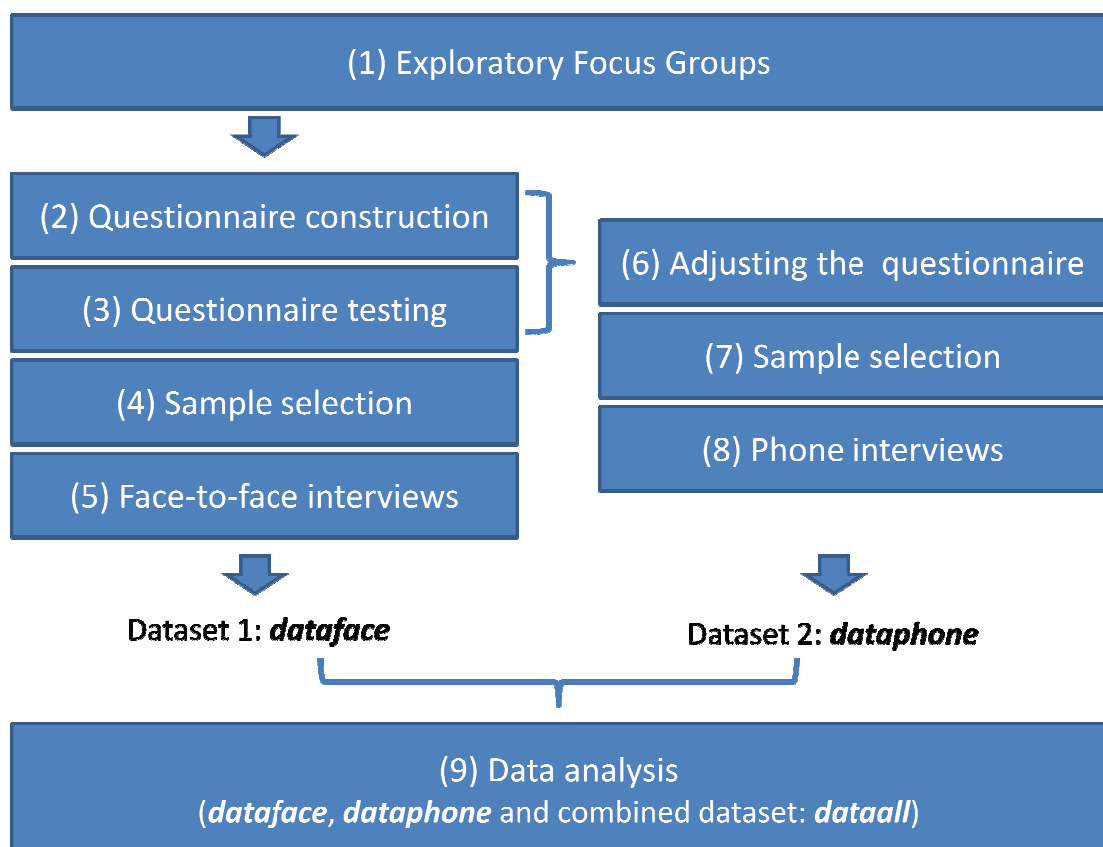 (1) Exploratory Focus Groups
(2) Questionnaire construction
(3) Questionnaire testing
(4) Sample selection
(5) Face-to-face interviews
(6) Adjusting the questionnaire
(7) Sample selection
(8) Phone interviews
Dataset 1: dataface
Dataset 2: dataphone
(9) Data analysis
(dataface, dataphone and combined dataset: dataall)